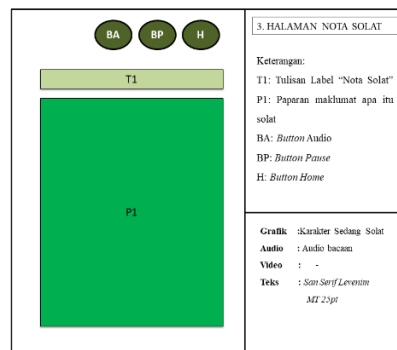 BA BP H
T1
P1
3. HALAMAN NOTA SOLAT
Keterangan:
T1: Tulisan Label “Nota Solat”
P1: Paparan maklumat apa itu
solat
BA: Button Audio
BP: Button Pause
H: Button Home
Grafik :Karakter Sedang Solat
Audio : Audio bacaan
Video : -
Teks : San Serif Levenim
MT 25pt